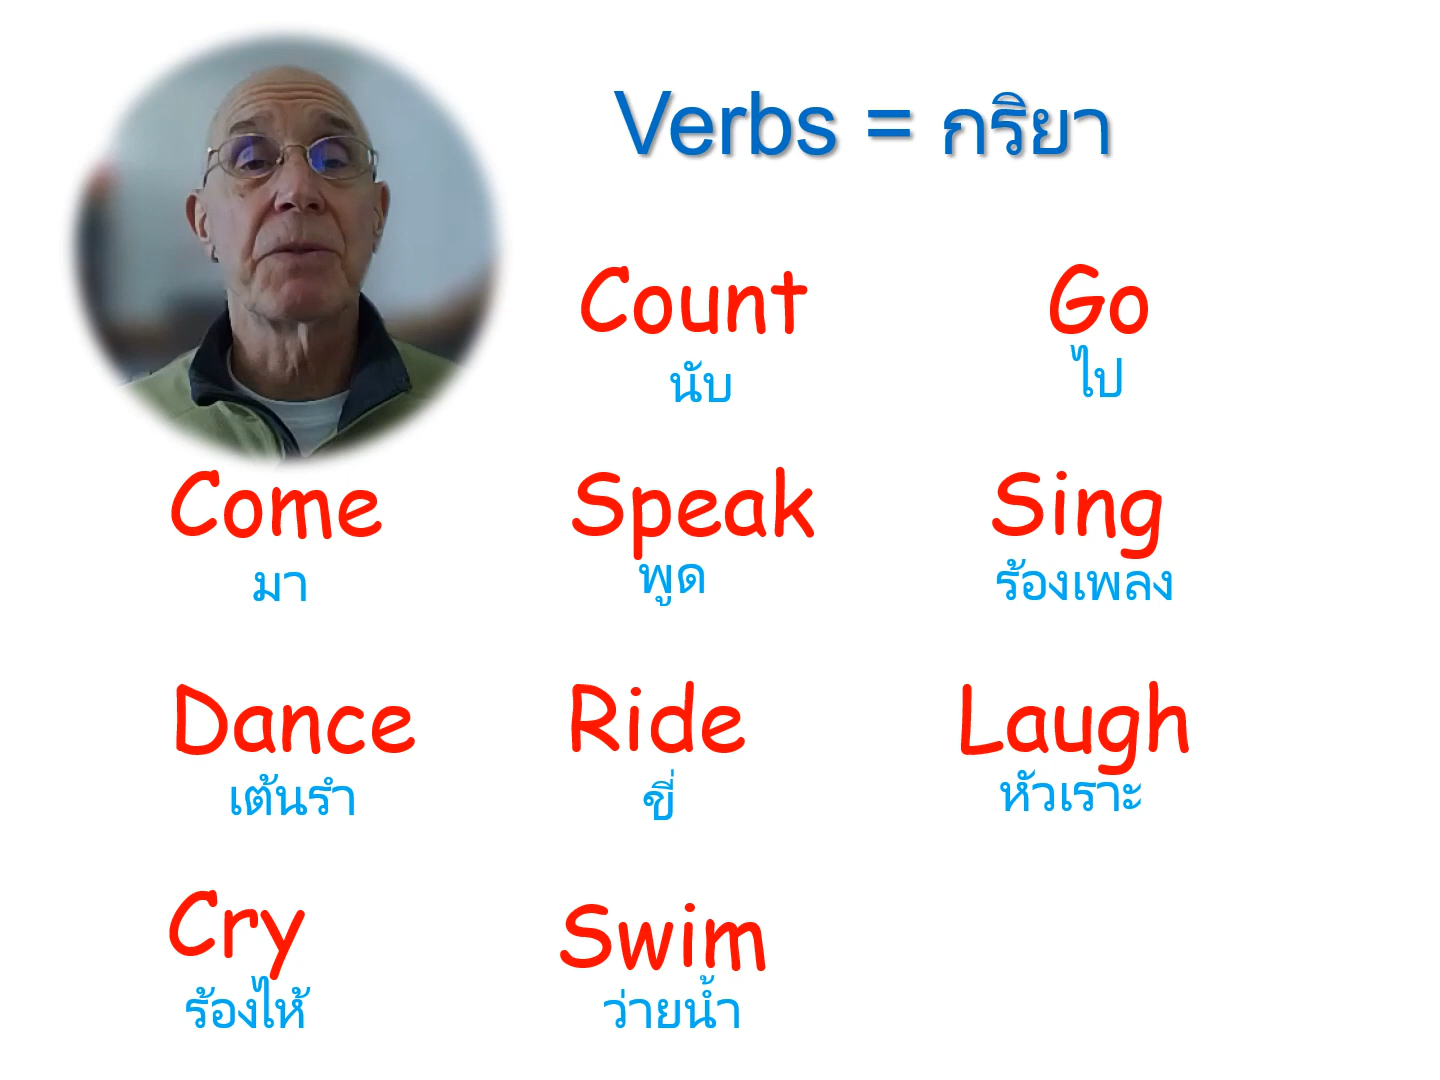 Verbs = กริยา
Count
Go
นับ
ไป
Come
Speak
Sing
มา
พูด
ร้องเพลง
Dance
Ride
Laugh
เต้นรำ
ขี่
หัวเราะ
Cry
Swim
ร้องไห้
ว่ายน้ำ